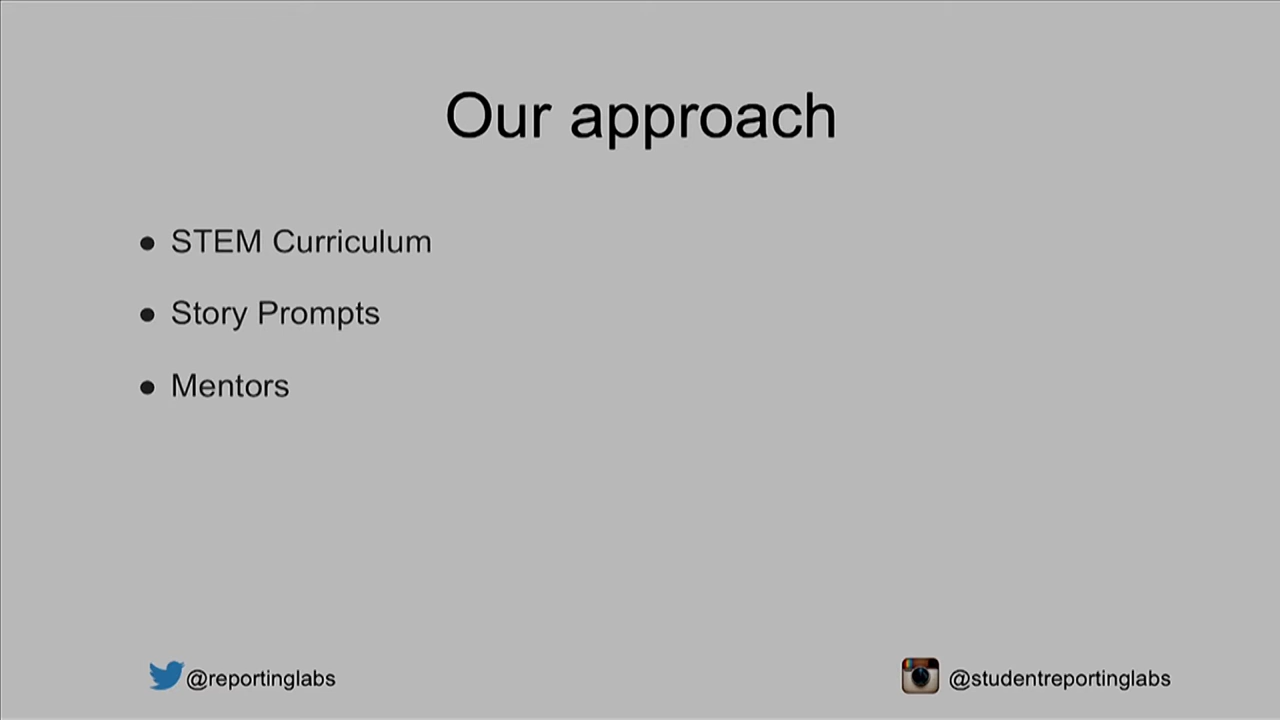 Our approach
● STEM Curriculum
● Story Prompts
● Mentors
@reportinglabs
@studentreportinglabs